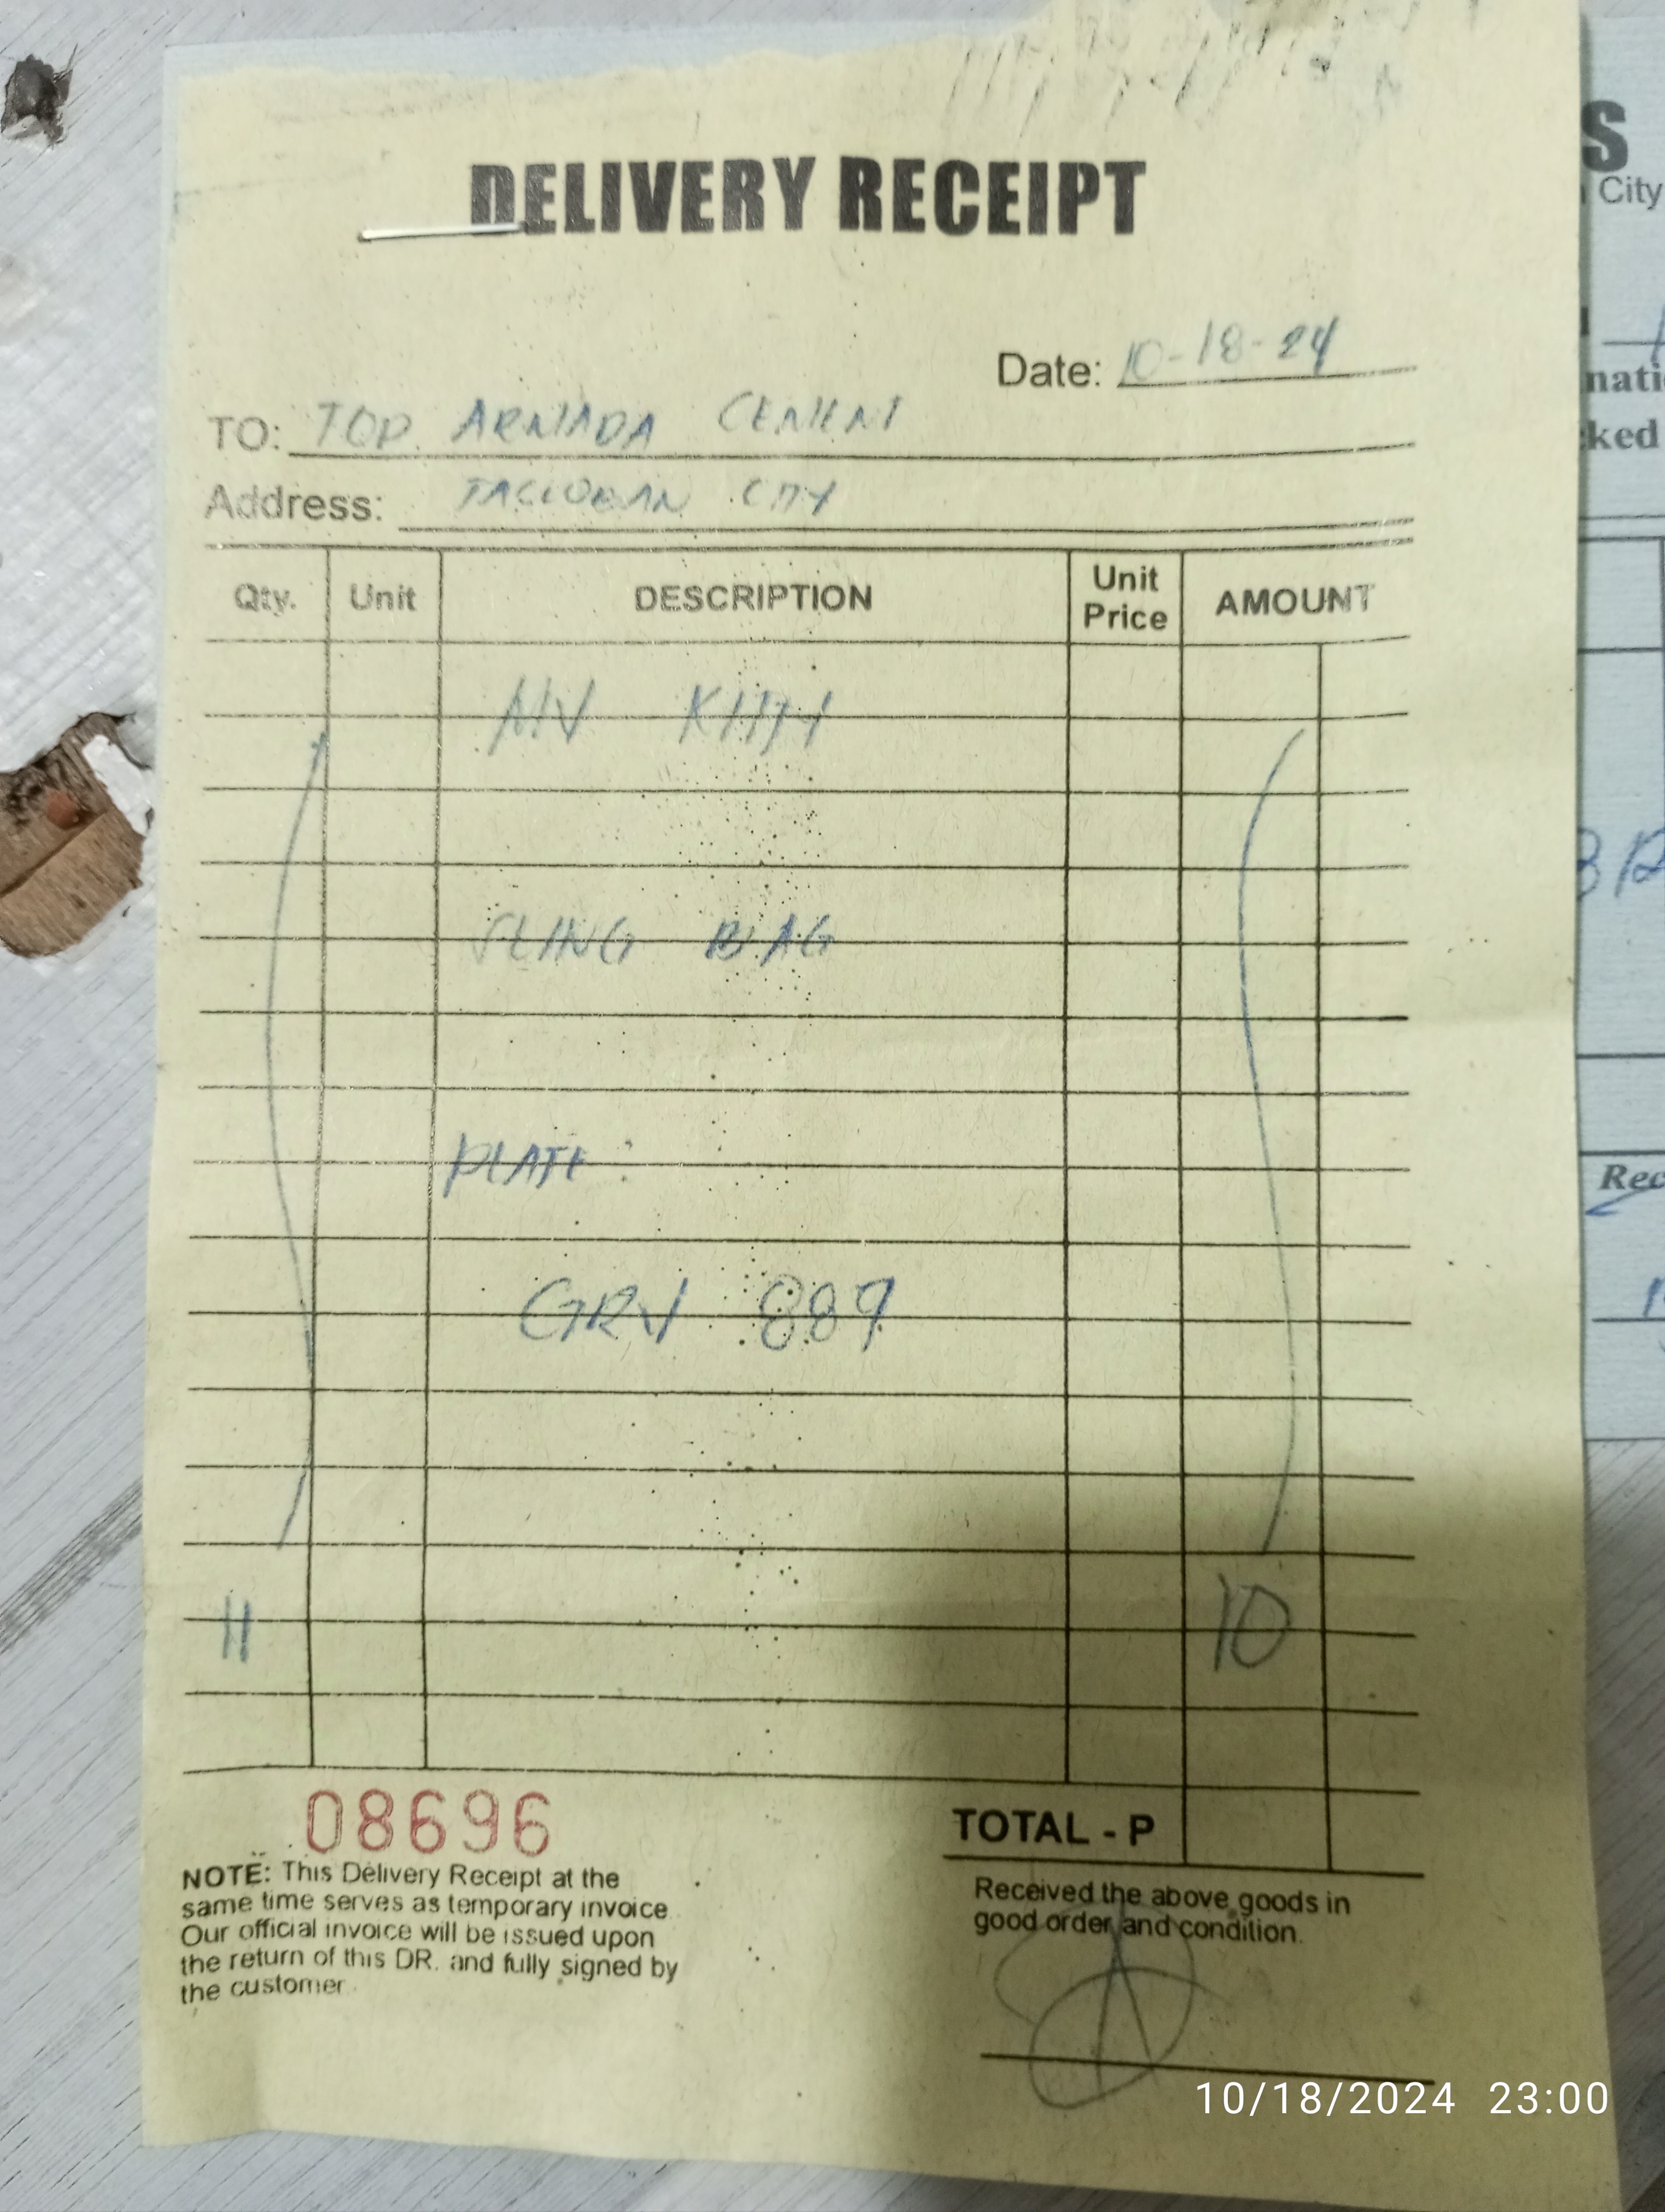 DELIVERY RECEIPT
Date: 10-18-24
TO: TOP ARMADA CEMENT
Address: TACLOBAN CITY
Qty. Unit DESCRIPTION Unit Price AMOUNT
M/V
SLING BAG
PLATE:
GRV 889
11 10
08696
TOTAL - P
NOTE: This Delivery Receipt at the
same time serves as temporary invoice
Our official invoice will be issued upon
the return of this DR. and fully signed by
the customer.
Received the above goods in
good order and condition.
S
City
ked
Rec
10/18/2024 23:00